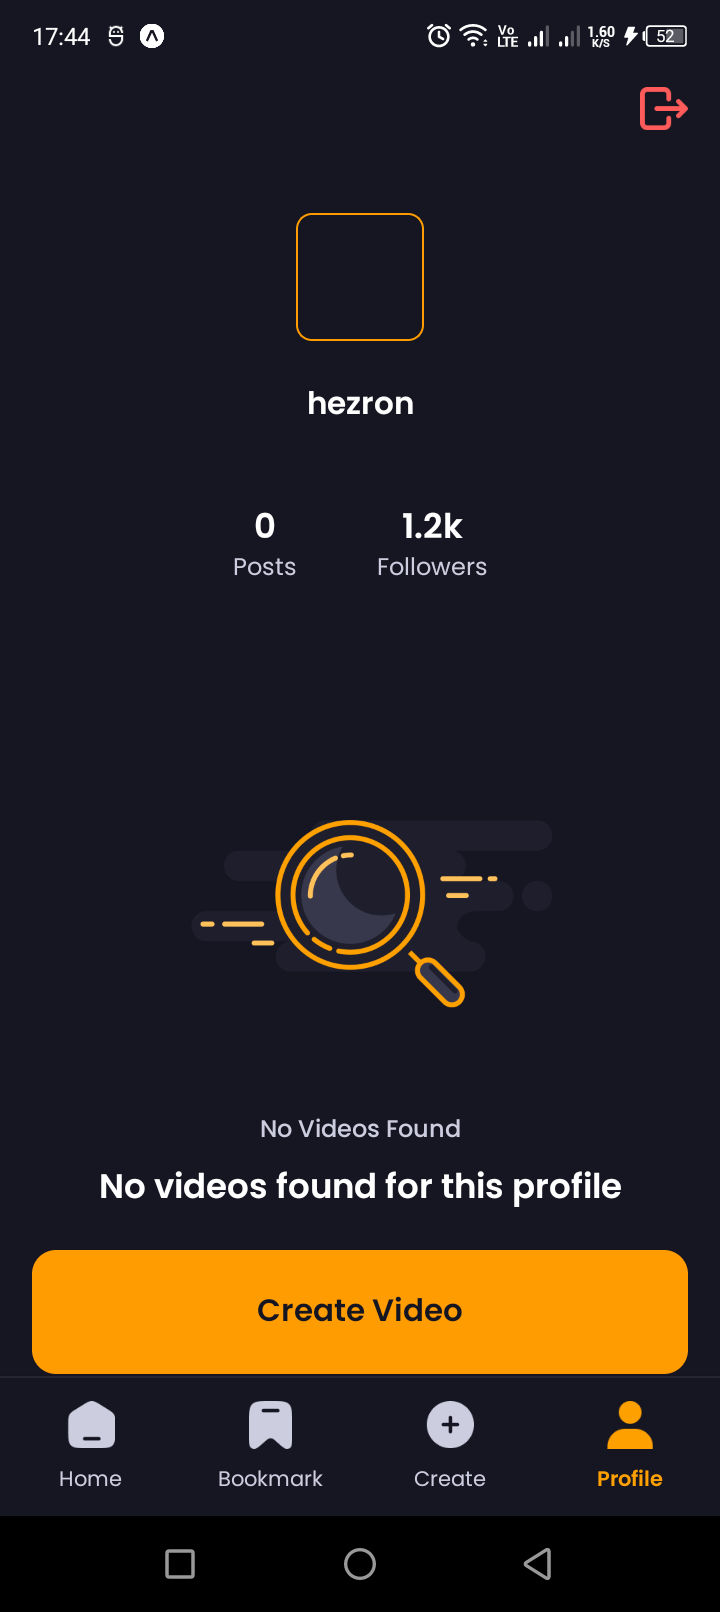 17:44
Vo
LTE
1.60
K/S
52
hezron
0
Posts
1.2k
Followers
No Videos Found
No videos found for this profile
Create Video
Home
Bookmark
Create
Profile